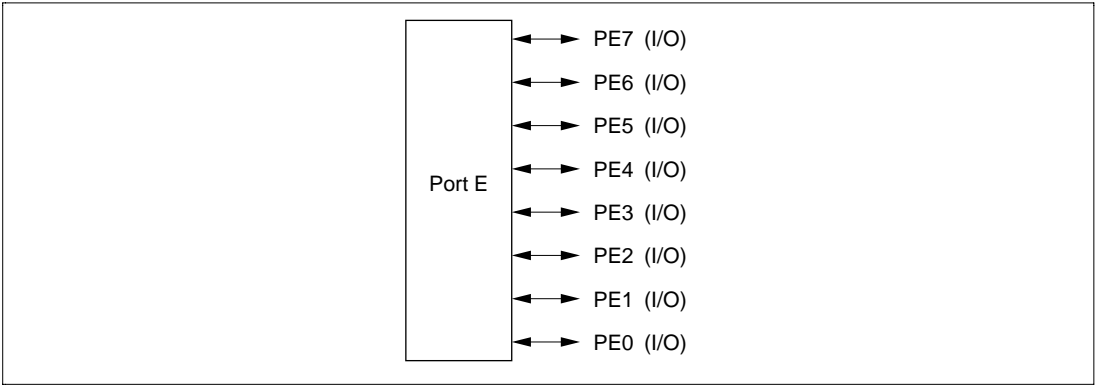 Port E
PE7 (I/O)
PE6 (I/O)
PE5 (I/O)
PE4 (I/O)
PE3 (I/O)
PE2 (I/O)
PE1 (I/O)
PE0 (I/O)